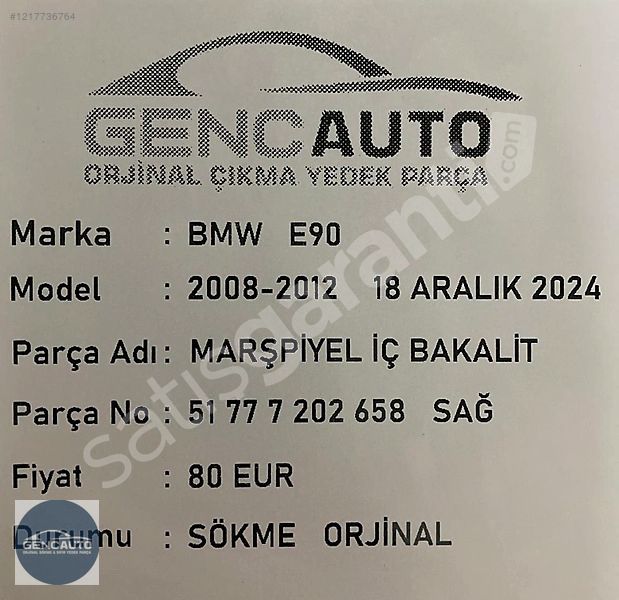 #1217736764
GENCAUTO
ORJİNAL ÇIKMA YEDEK PARÇA
Marka : BMW E90
Model : 2008-2012 18 ARALIK 2024
Parça Adı : MARŞPİYEL İÇ BAKALİT
Parça No : 51 77 7 202 658 SAĞ
Fiyat : 80 EUR
Durumu : SÖKME ORJİNAL
GENCAUTO
satışgaranti.com